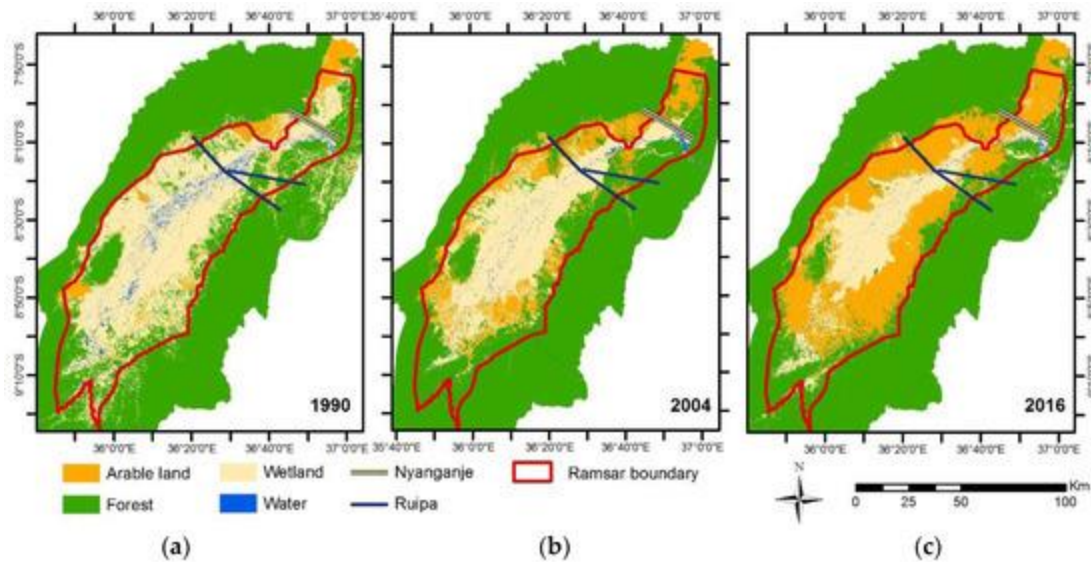 36°0'0"E 36°20'0"E 36°40'0"E 37°0'0"E 35°40'0"E 36°0'0"E 36°20'0"E 36°40'0"E 37°0'0"E 36°0'0"E 36°20'0"E 36°40'0"E 37°0'0"E
7°50'0"S
8°10'0"S
8°30'0"S
8°50'0"S
9°10'0"S
1990 2004 2016
36°0'0"E 36°20'0"E 36°40'0"E 37°0'0"E 35°40'0"E 36°0'0"E 36°20'0"E 36°40'0"E 37°0'0"E 36°0'0"E 36°20'0"E 36°40'0"E 37°0'0"E
Arable land Wetland Nyanganje Ramsar boundary
Forest Water Ruipa
N
0 25 50 100 Km
(a) (b) (c)